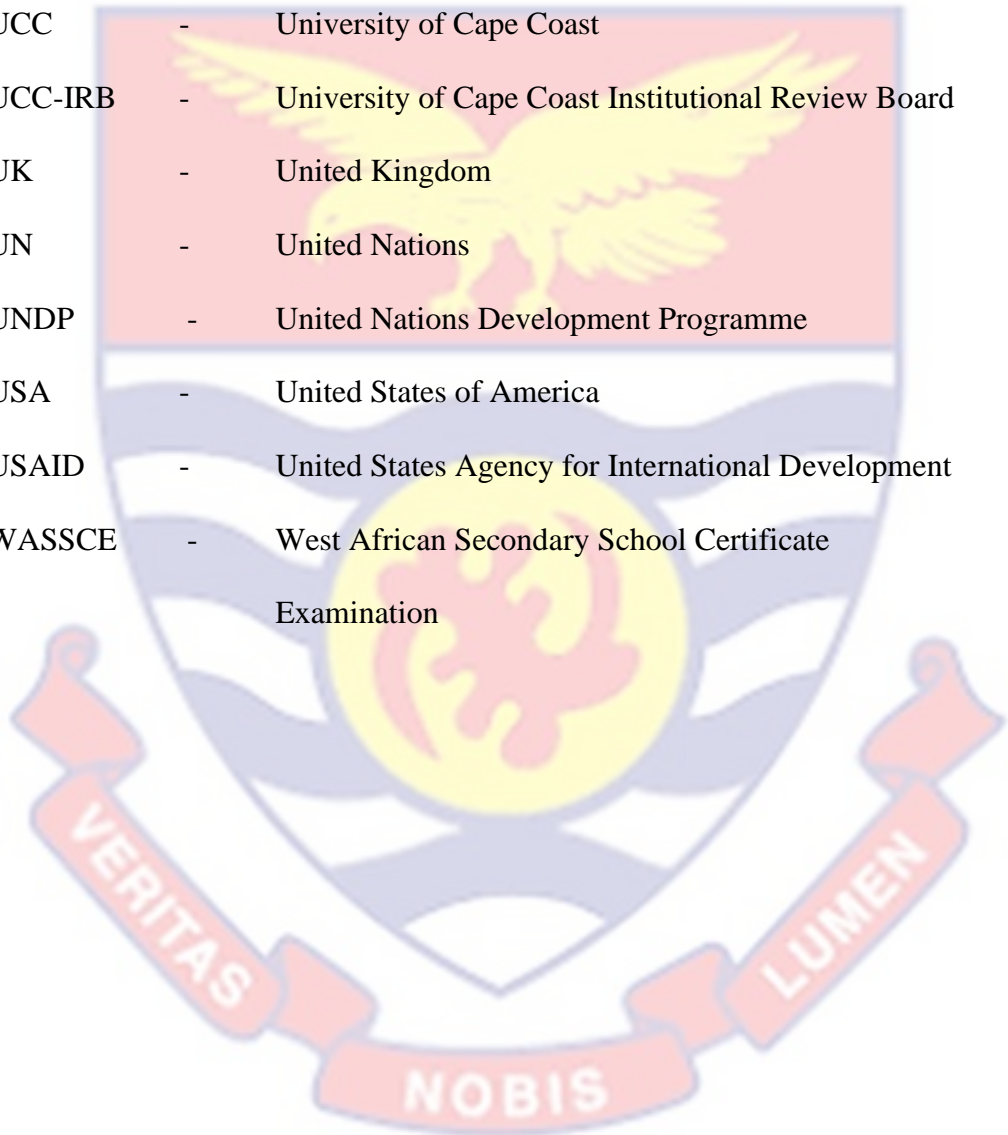 UCC - University of Cape Coast
UCC-IRB - University of Cape Coast Institutional Review Board
UK - United Kingdom
UN - United Nations
UNDP - United Nations Development Programme
USA - United States of America
USAID - United States Agency for International Development
WASSCE - West African Secondary School Certificate
Examination
VERITAS
NOBIS
LUMEN